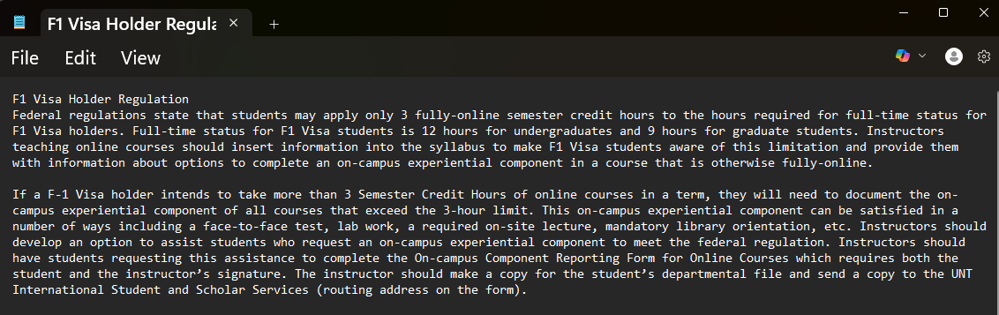 F1 Visa Holder Regula
File Edit View
F1 Visa Holder Regulation
Federal regulations state that students may apply only 3 fully-online semester credit hours to the hours required for full-time status for
F1 Visa holders. Full-time status for F1 Visa students is 12 hours for undergraduates and 9 hours for graduate students. Instructors
teaching online courses should insert information into the syllabus to make F1 Visa students aware of this limitation and provide them
with information about options to complete an on-campus experiential component in a course that is otherwise fully-online.

If a F-1 Visa holder intends to take more than 3 Semester Credit Hours of online courses in a term, they will need to document the on-
campus experiential component of all courses that exceed the 3-hour limit. This on-campus experiential component can be satisfied in a
number of ways including a face-to-face test, lab work, a required on-site lecture, mandatory library orientation, etc. Instructors should
develop an option to assist students who request an on-campus experiential component to meet the federal regulation. Instructors should
have students requesting this assistance to complete the On-campus Component Reporting Form for Online Courses which requires both the
student and the instructor’s signature. The instructor should make a copy for the student’s departmental file and send a copy to the UNT
International Student and Scholar Services (routing address on the form).